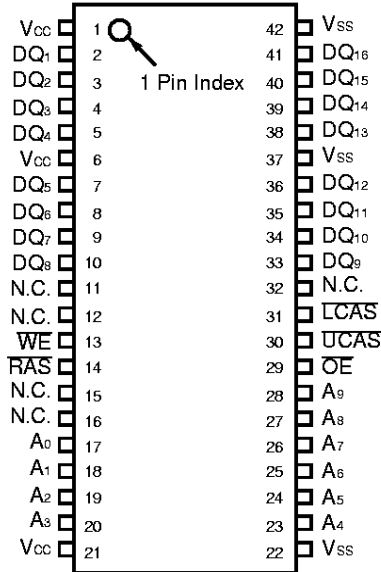 VCC 1 42 VSS
DQ1 2 41 DQ16
1 Pin Index
DQ2 3 40 DQ15
DQ3 4 39 DQ14
DQ4 5 38 DQ13
VCC 6 37 VSS
DQ5 7 36 DQ12
DQ6 8 35 DQ11
DQ7 9 34 DQ10
DQ8 10 33 DQ9
N.C. 11 32 N.C.
N.C. 12 31 LCAS
WE 13 30 UCAS
RAS 14 29 OE
N.C. 15 28 A9
N.C. 16 27 A8
A0 17 26 A7
A1 18 25 A6
A2 19 24 A5
A3 20 23 A4
VCC 21 22 VSS